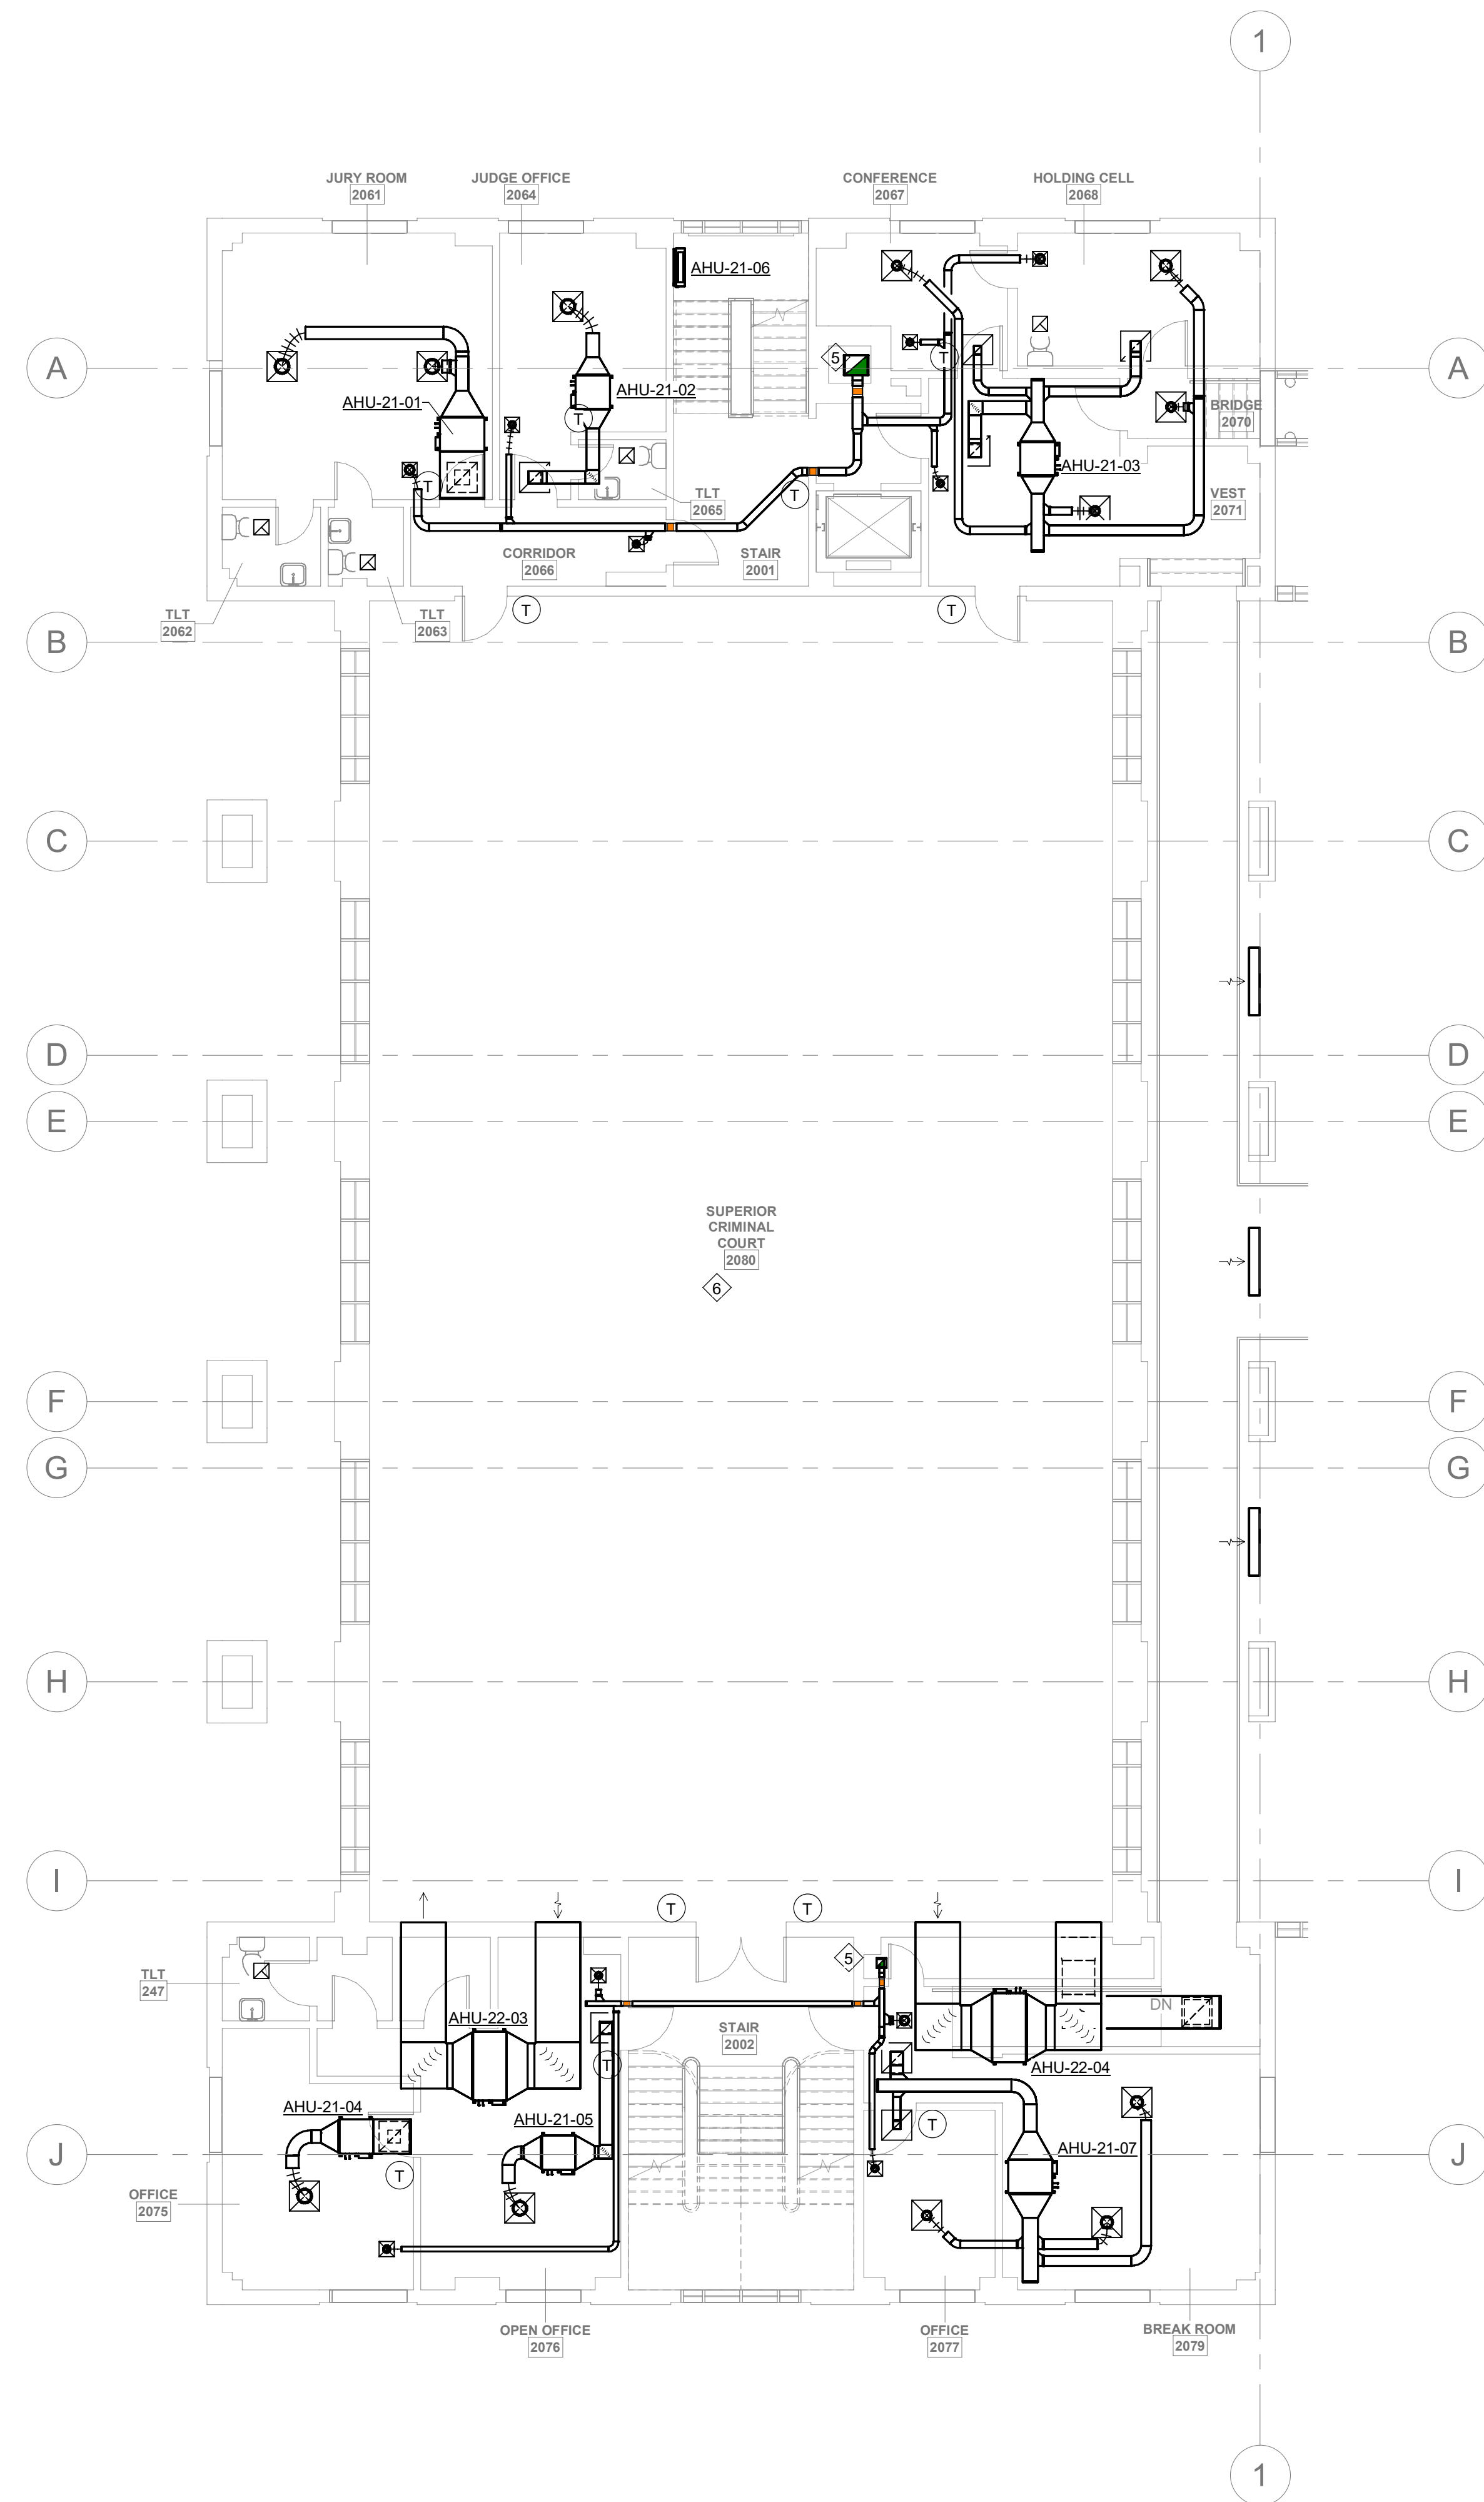 1
JURY ROOM
2061
JUDGE OFFICE
2064
CONFERENCE
2067
HOLDING CELL
2068
AHU-21-06
5
A
A
T
AHU-21-02
AHU-21-01
T
BRIDGE
2070
AHU-21-03
T
T
TLT
2065
VEST
2071
CORRIDOR
2066
STAIR
2001
TLT
2062
TLT
2063
T
T
B
B
C
C
D
D
E
E
SUPERIOR
CRIMINAL
COURT
2080
6
F
F
G
G
H
H
I
I
T
T
5
TLT
247
AHU-22-03
STAIR
2002
DN
T
AHU-22-04
AHU-21-04
AHU-21-05
T
AHU-21-07
J
J
T
OFFICE
2075
OPEN OFFICE
2076
OFFICE
2077
BREAK ROOM
2079
1